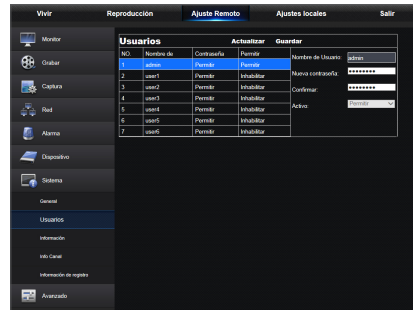 Vivir Reproducción Ajuste Remoto Ajustes locales Salir
Monitor
Grabar
Captura
Red
Alarma
Dispositivo
Sistema
General
Usuarios
Información
Info Canal
Información de registro
Avanzado
Usuarios Actualizar Guardar
NO. Nombre de Contraseña Permitir
1 admin Permitir Permitir
2 user1 Permitir Inhabilitar
3 user2 Permitir Inhabilitar
4 user3 Permitir Inhabilitar
5 user4 Permitir Inhabilitar
6 user5 Permitir Inhabilitar
7 user6 Permitir Inhabilitar
Nombre de Usuario: admin
Nueva contraseña: ••••••••
Confirmar: ••••••••
Activo: Permitir